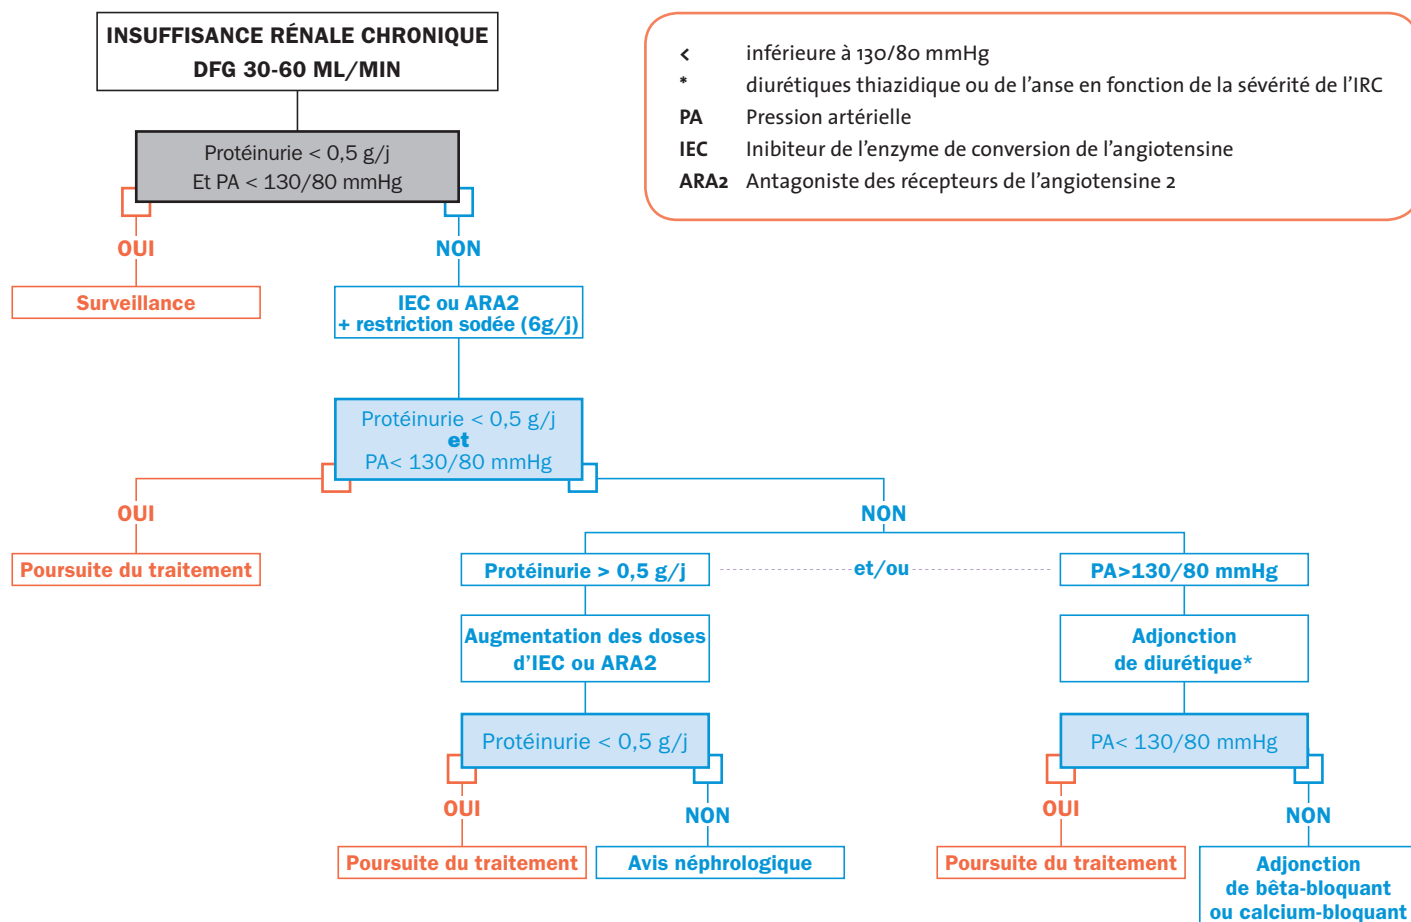 INSUFFISANCE RÉNALE CHRONIQUE
DFG 30-60 ML/MIN
< inférieure à 130/80 mmHg
* diurétiques thiazidique ou de l’anse en fonction de la sévérité de l’IRC
PA Pression artérielle
IEC Inibiteur de l’enzyme de conversion de l’angiotensine
ARA2 Antagoniste des récepteurs de l’angiotensine 2
Protéinurie < 0,5 g/j
Et PA < 130/80 mmHg
OUI
NON
Surveillance
IEC ou ARA2
+ restriction sodée (6g/j)
Protéinurie < 0,5 g/j
et
PA< 130/80 mmHg
OUI
NON
Poursuite du traitement
Protéinurie > 0,5 g/j
et/ou
PA>130/80 mmHg
Augmentation des doses
d’IEC ou ARA2
Adjonction
de diurétique*
Protéinurie < 0,5 g/j
PA< 130/80 mmHg
OUI
NON
OUI
NON
Poursuite du traitement
Avis néphrologique
Poursuite du traitement
Adjonction
de bêta-bloquant
ou calcium-bloquant